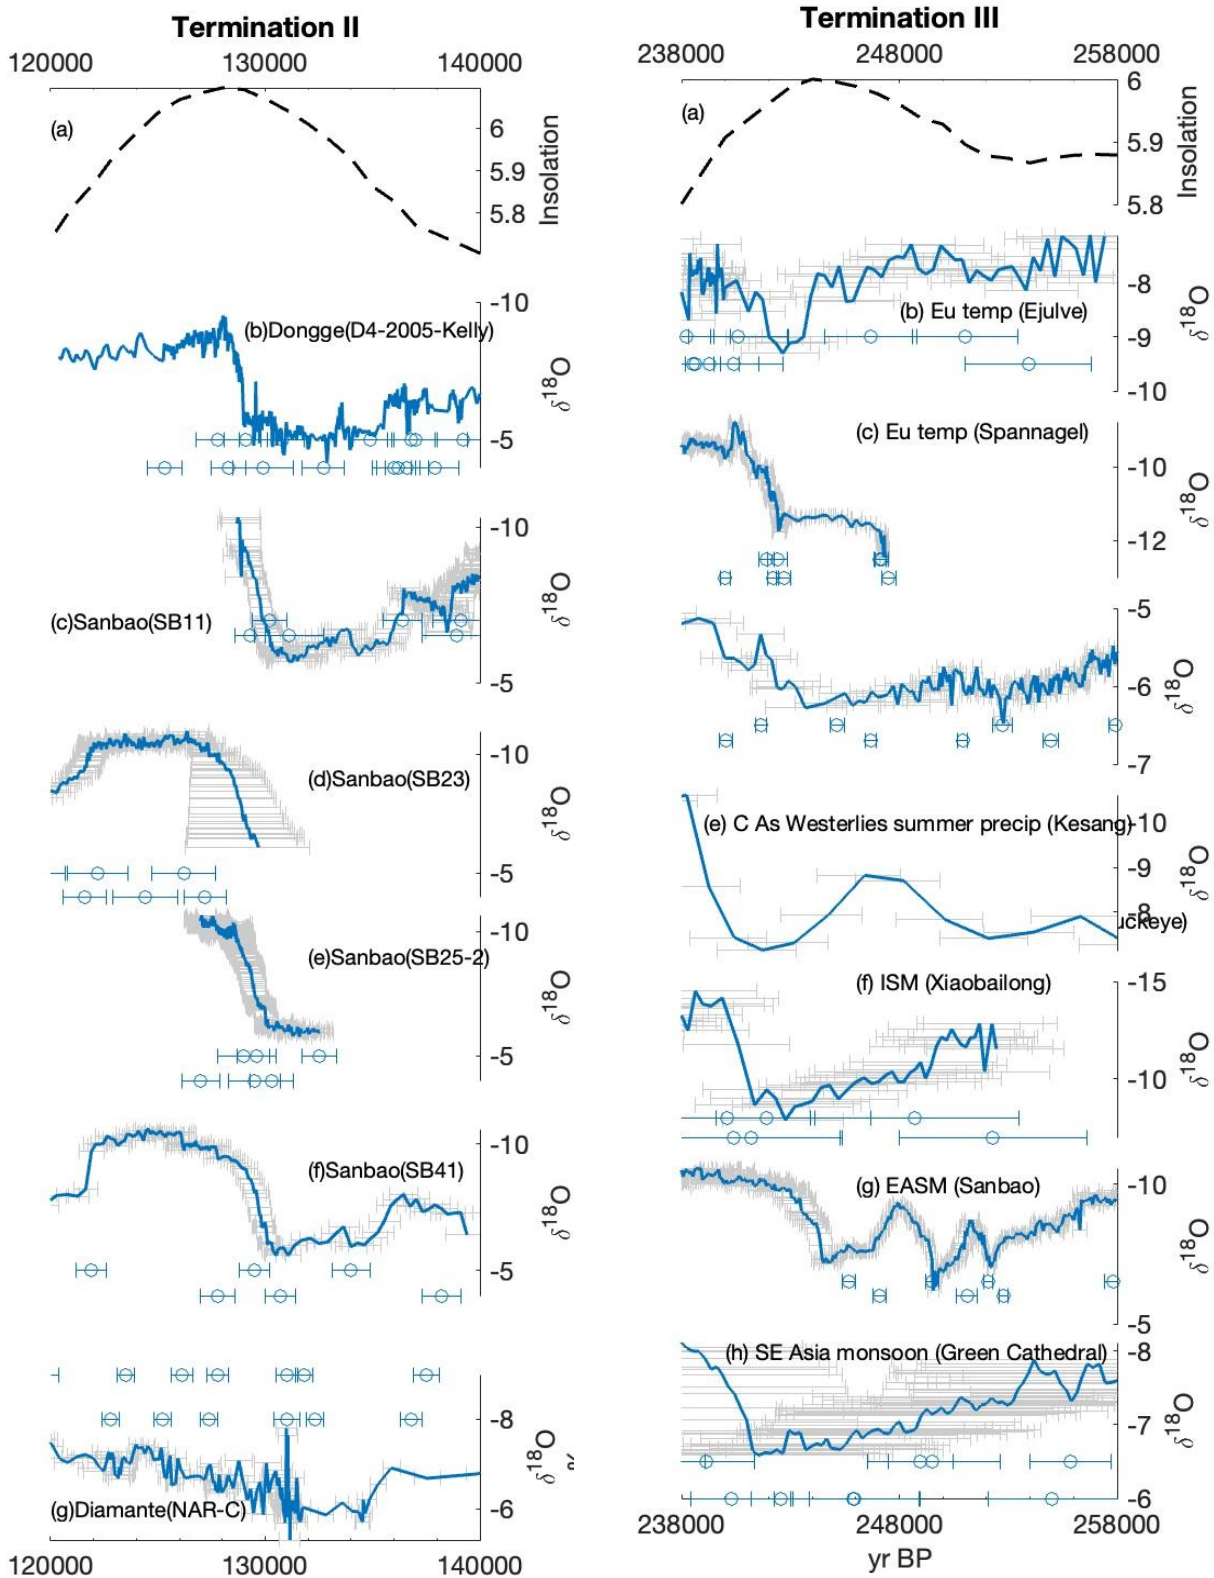 Termination II
120000 130000 140000
(a)
6
5.9
5.8
Insolation
-10
(b)Dongge(D4-2005-Kelly)
-5
δ18O
-10
(c)Sanbao(SB11)
-5
δ18O
-10
(d)Sanbao(SB23)
-5
δ18O
-10
(e)Sanbao(SB25-2)
-5
δ18O
-10
(f)Sanbao(SB41)
-5
δ18O
-8
(g)Diamante(NAR-C)
-6
δ18O
120000 130000 140000
Termination III
238000 248000 258000
(a)
6
5.9
5.8
Insolation
-8
(b) Eu temp (Ejulve)
-9
-10
δ18O
(c) Eu temp (Spannagel)
-10
-12
δ18O
-5
-6
-7
δ18O
(e) C As Westerlies summer precip (Kesang)
-10
-9
-8
uckeye)
δ18O
-15
(f) ISM (Xiaobailong)
-10
δ18O
-10
(g) EASM (Sanbao)
-5
δ18O
-8
(h) SE Asia monsoon (Green Cathedral)
-7
-6
δ18O
238000 248000 258000
yr BP